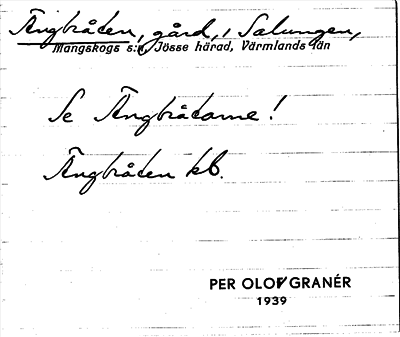 Ängbråten, gård, i Salungen,
Mangskogs s:n, Jösse härad, Värmlands län
Se Ängbråtarne!
Ängbråten kb.
PER OLOF GRANÉR
1939